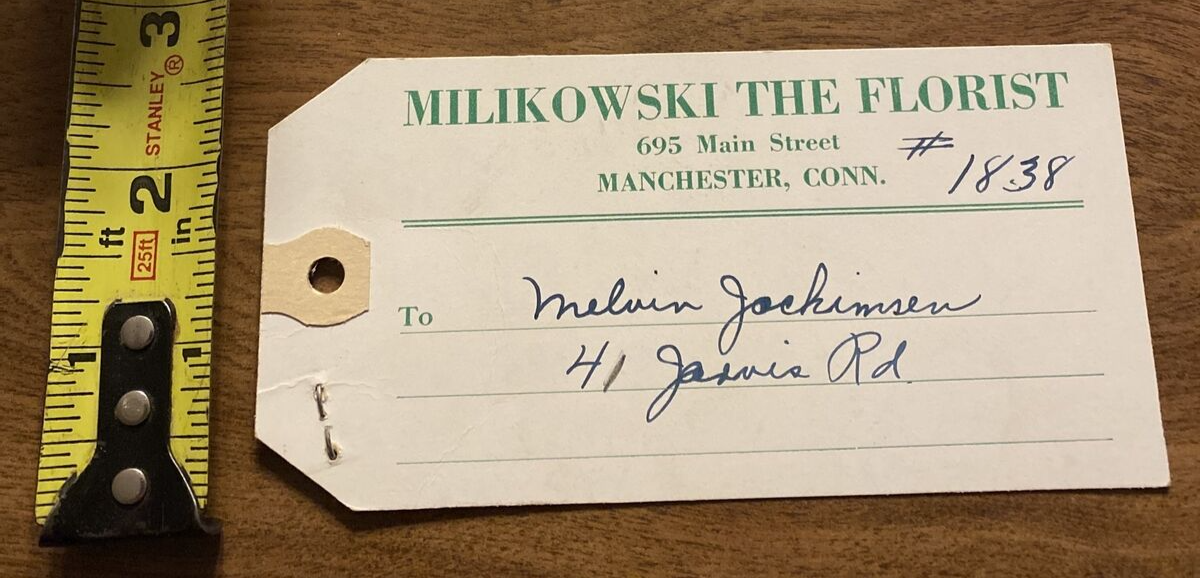 MILIKOWSKI THE FLORIST
695 Main Street
MANCHESTER, CONN.
# 1838
To Melvin Jockimsen
41 Jarvis Rd
3
STANLEY®
2
ft
25ft
in
1 1